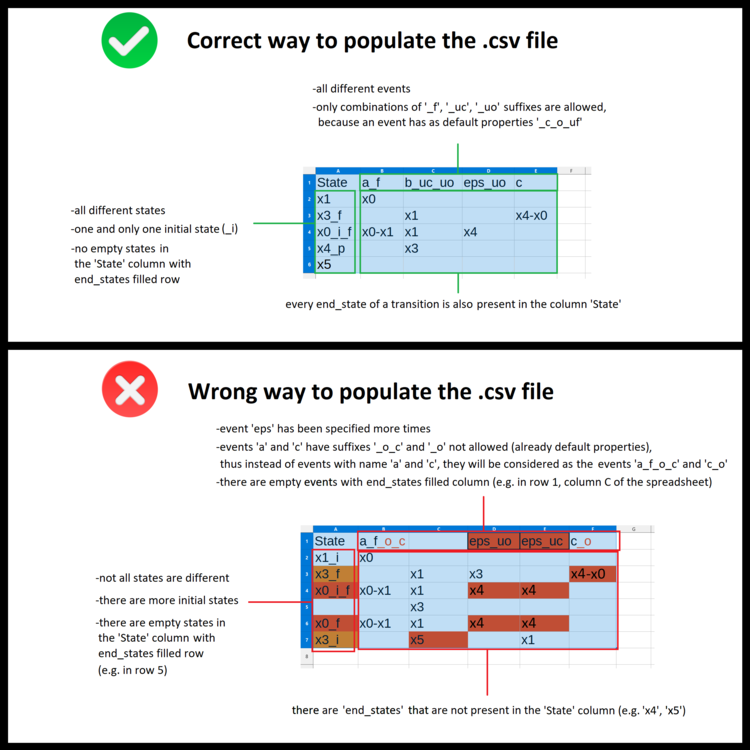 Correct way to populate the .csv file
-all different events
-only combinations of '_f', '_uc', '_uo' suffixes are allowed,
because an event has as default properties '_c_o_uf'
A B C D E F
1 State a_f b_uc_uo eps_uo c
2 x1 x0
3 x3_f x1 x4-x0
4 x0_i_f x0-x1 x1 x4
5 x4_p x3
6 x5
-all different states
-one and only one initial state (_i)
-no empty states in
the 'State' column with
end_states filled row
every end_state of a transition is also present in the column 'State'
Wrong way to populate the .csv file
-event 'eps' has been specified more times
-events 'a' and 'c' have suffixes '_o_c' and '_o' not allowed (already default properties),
thus instead of events with name 'a' and 'c', they will be considered as the events 'a_f_o_c' and 'c_o'
-there are empty events with end_states filled column (e.g. in row 1, column C of the spreadsheet)
A B C D E F G
1 State a_f_o_c eps_uo eps_uc c_o
2 x1_i x0
3 x3_f x1 x3 x4-x0
4 x0_i_f x0-x1 x1 x4 x4
5 x3
6 x0_f x0-x1 x1 x4 x4
7 x3_i x5 x1
8
-not all states are different
-there are more initial states
-there are empty states in
the 'State' column with
end_states filled row
(e.g. in row 5)
there are 'end_states' that are not present in the 'State' column (e.g. 'x4', 'x5')